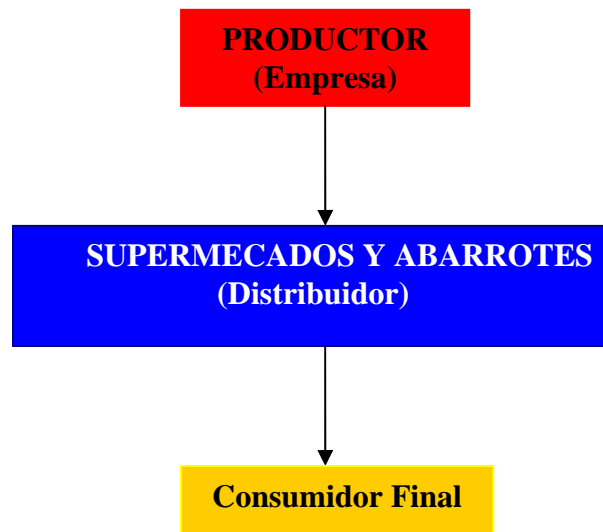 PRODUCTOR
(Empresa)
SUPERMECADOS Y ABARROTES
(Distribuidor)
Consumidor Final